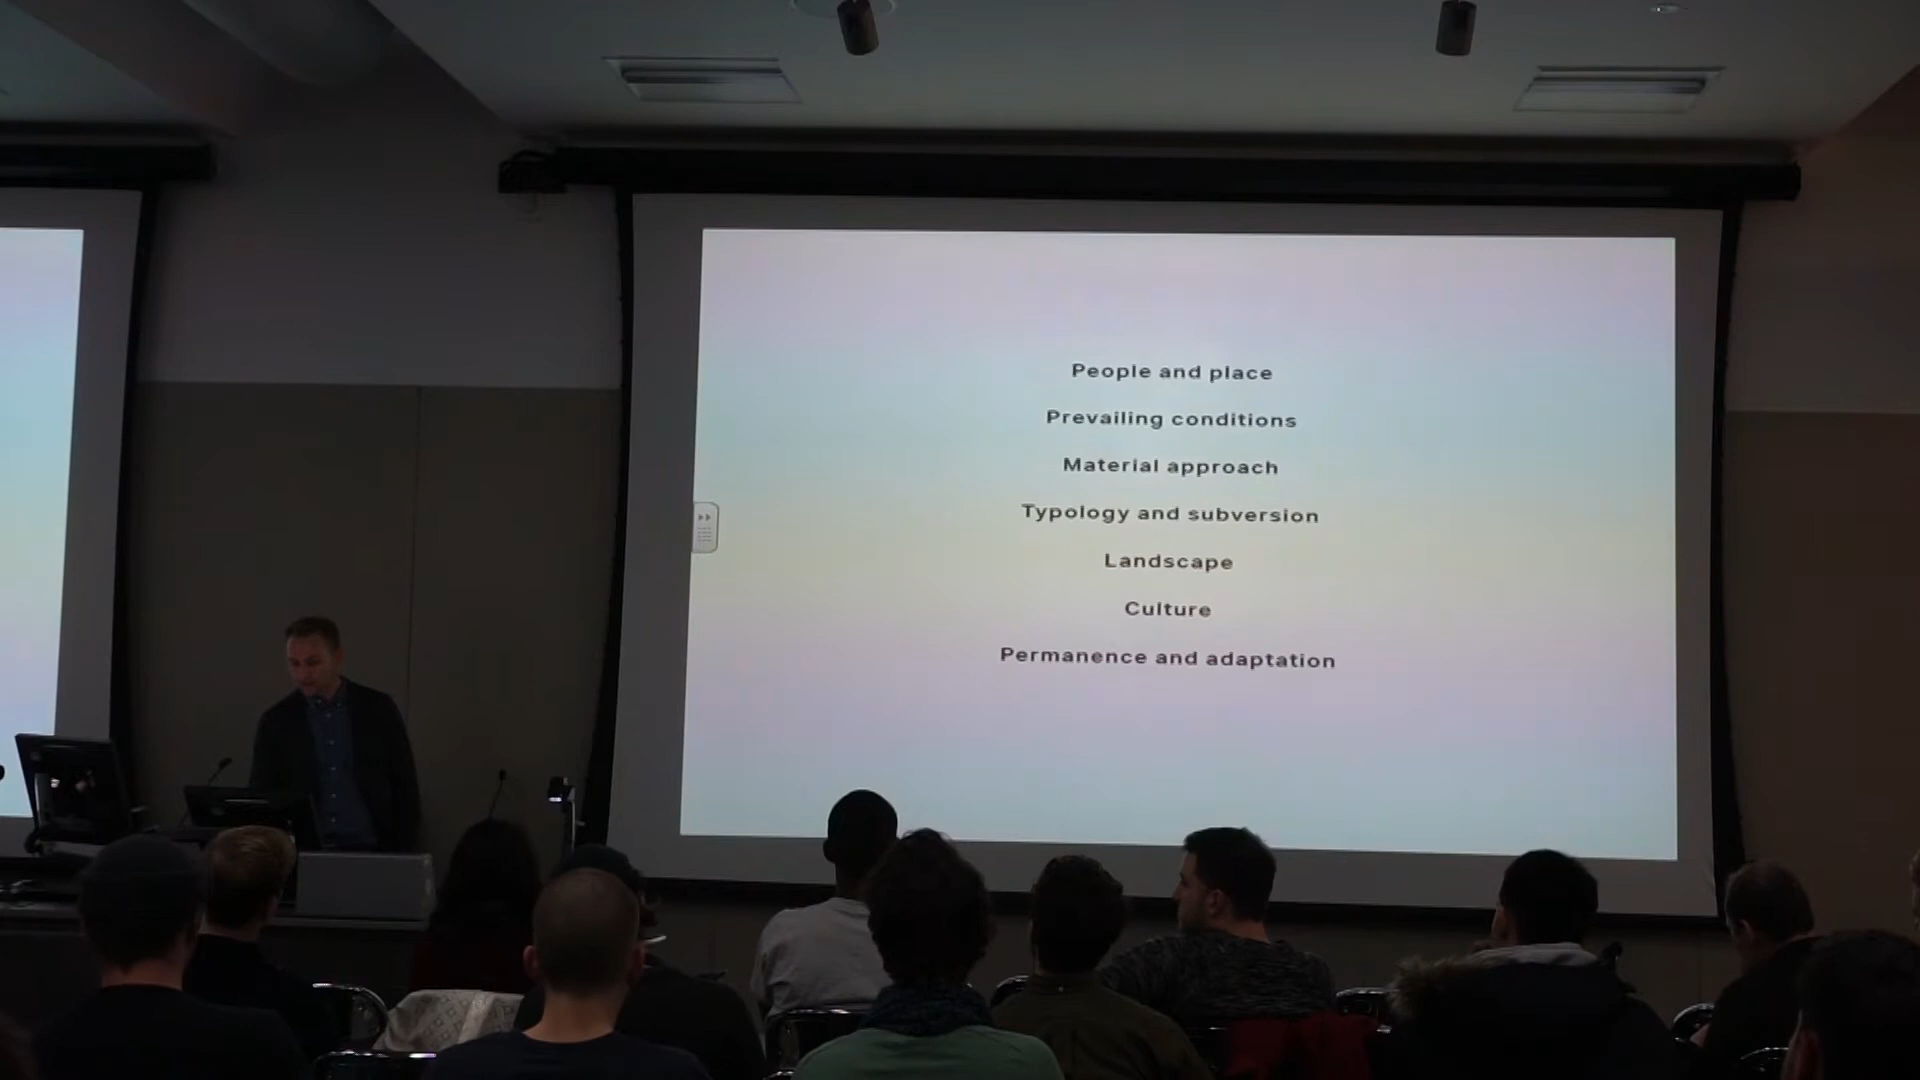 People and place
Prevailing conditions
Material approach
Typology and subversion
Landscape
Culture
Permanence and adaptation